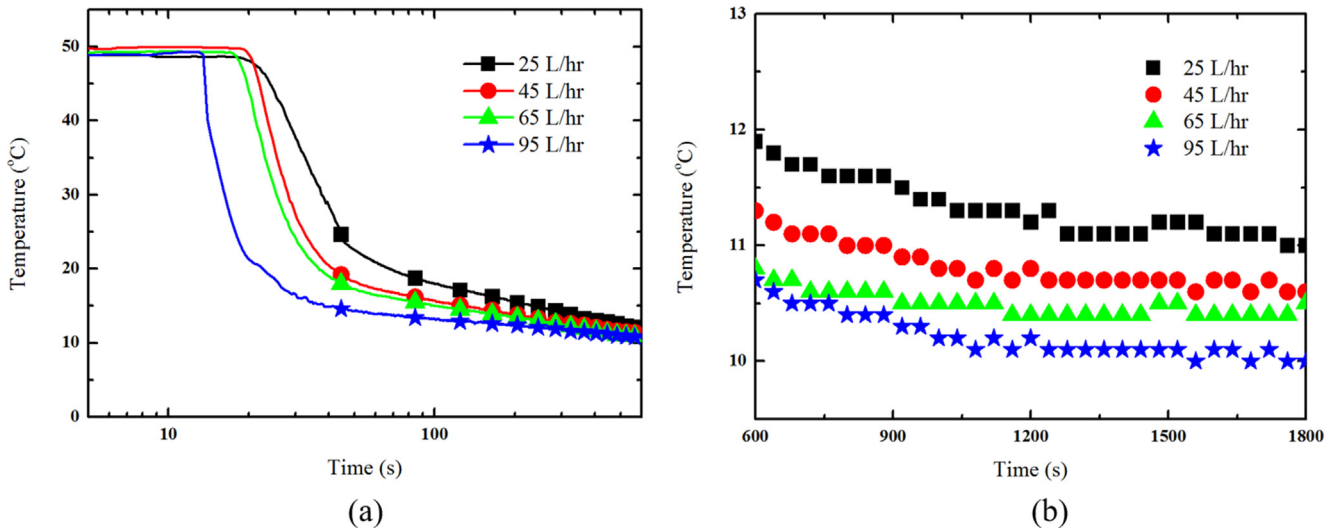 50
40
30
20
10
0
Temperature (°C)
25 L/hr
45 L/hr
65 L/hr
95 L/hr
10
100
Time (s)
(a)
13
12
11
10
Temperature (°C)
25 L/hr
45 L/hr
65 L/hr
95 L/hr
600
900
1200
1500
1800
Time (s)
(b)